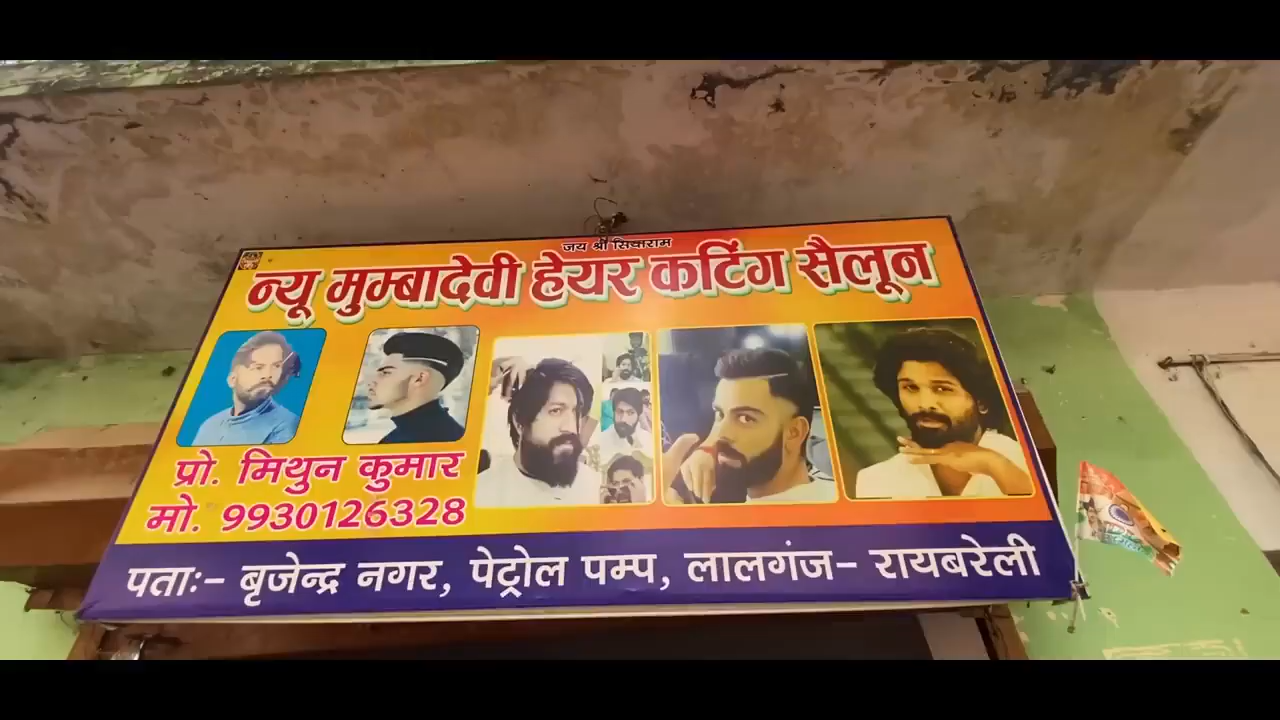 जय श्री सियाराम
न्यू मुम्बादेवी हेयर कटिंग सैलून
प्रो. मिथुन कुमार
मो. 9930126328
पताः- बृजेन्द्र नगर, पेट्रोल पम्प, लालगंज- रायबरेली